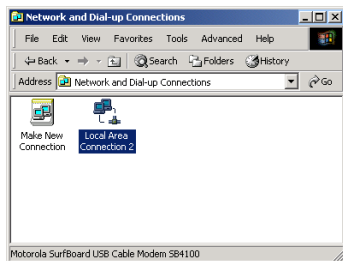 Network and Dial-up Connections
File Edit View Favorites Tools Advanced Help
Back Search Folders History
Address Network and Dial-up Connections Go
Make New Connection
Local Area Connection 2
Motorola SurfBoard USB Cable Modem SB4100